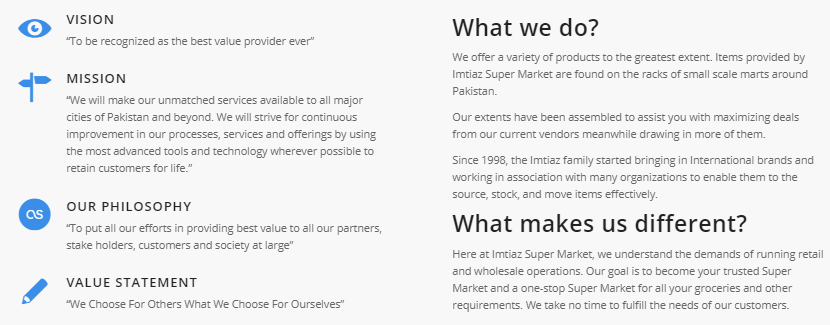 VISION
“To be recognized as the best value provider ever”
MISSION
“We will make our unmatched services available to all major
cities of Pakistan and beyond. We will strive for continuous
improvement in our processes, services and offerings by using
the most advanced tools and technology wherever possible to
retain customers for life.”
OUR PHILOSOPHY
“To put all our efforts in providing best value to all our partners,
stake holders, customers and society at large”
VALUE STATEMENT
“We Choose For Others What We Choose For Ourselves”
What we do?
We offer a variety of products to the greatest extent. Items provided by
Imtiaz Super Market are found on the racks of small scale marts around
Pakistan.
Our extents have been assembled to assist you with maximizing deals
from our current vendors meanwhile drawing in more of them.
Since 1998, the Imtiaz family started bringing in International brands and
working in association with many organizations to enable them to the
source, stock, and move items effectively.
What makes us different?
Here at Imtiaz Super Market, we understand the demands of running retail
and wholesale operations. Our goal is to become your trusted Super
Market and a one-stop Super Market for all your groceries and other
requirements. We take no time to fulfill the needs of our customers.